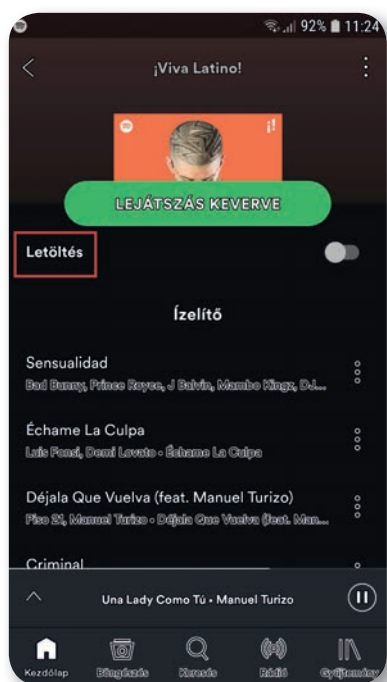 92% 11:24
¡Viva Latino!
¡!
LEJÁTSZÁS KEVERVE
Letöltés
Ízelítő
Sensualidad
Bad Bunny, Prince Royce, J Balvin, Mambo Kingz, DJ...
Échame La Culpa
Luis Fonsi, Demi Lovato • Échame La Culpa
Déjala Que Vuelva (feat. Manuel Turizo)
Piso 21, Manuel Turizo • Déjala Que Vuelva (feat. Man...
Criminal
Una Lady Como Tú • Manuel Turizo
Kezdőlap Böngészés Keresés Rádió Gyűjtemény